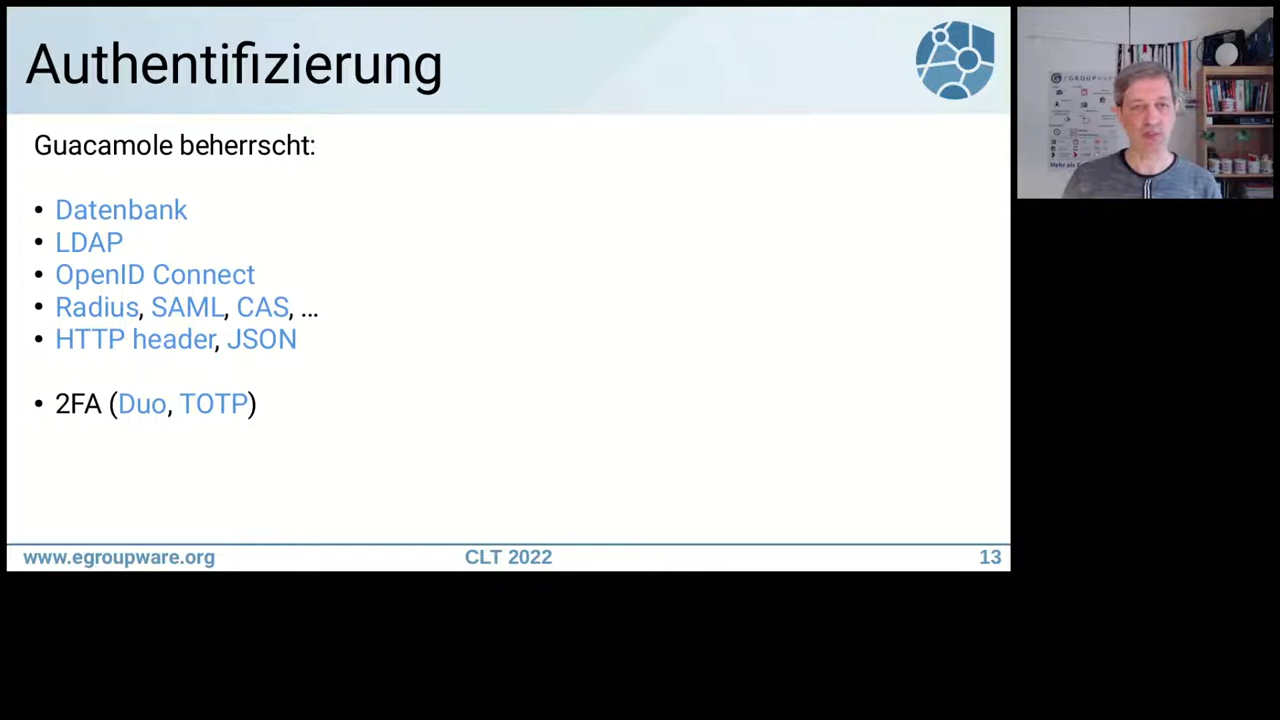 Authentifizierung
Guacamole beherrscht:
• Datenbank
• LDAP
• OpenID Connect
• Radius, SAML, CAS, ...
• HTTP header, JSON
• 2FA (Duo, TOTP)
www.egroupware.org
CLT 2022
13